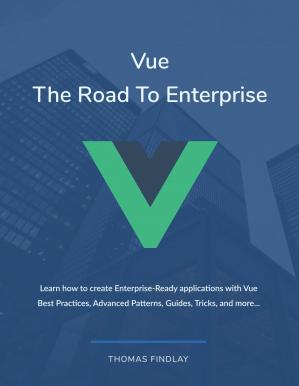 Vue
The Road To Enterprise
Learn how to create Enterprise-Ready applications with Vue
Best Practices, Advanced Patterns, Guides, Tricks, and more...
THOMAS FINDLAY